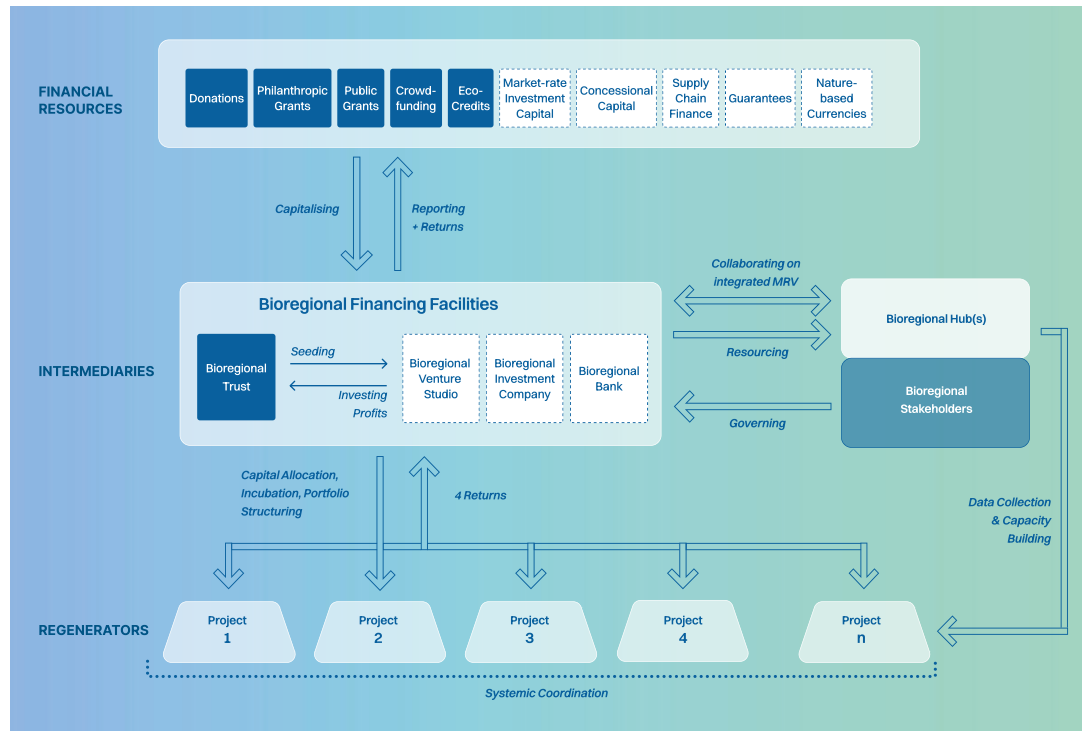 FINANCIAL
RESOURCES
Donations
Philanthropic
Grants
Public
Grants
Crowd-
funding
Eco-
Credits
Market-rate
Investment
Capital
Concessional
Capital
Supply
Chain
Finance
Guarantees
Nature-
based
Currencies
Capitalising
Reporting
+ Returns
INTERMEDIARIES
Bioregional Financing Facilities
Bioregional
Trust
Seeding
Investing
Profits
Bioregional
Venture
Studio
Bioregional
Investment
Company
Bioregional
Bank
Collaborating on
integrated MRV
Resourcing
Governing
Bioregional Hub(s)
Bioregional
Stakeholders
Capital Allocation,
Incubation, Portfolio
Structuring
4 Returns
Data Collection
& Capacity
Building
REGENERATORS
Project
1
Project
2
Project
3
Project
4
Project
n
Systemic Coordination